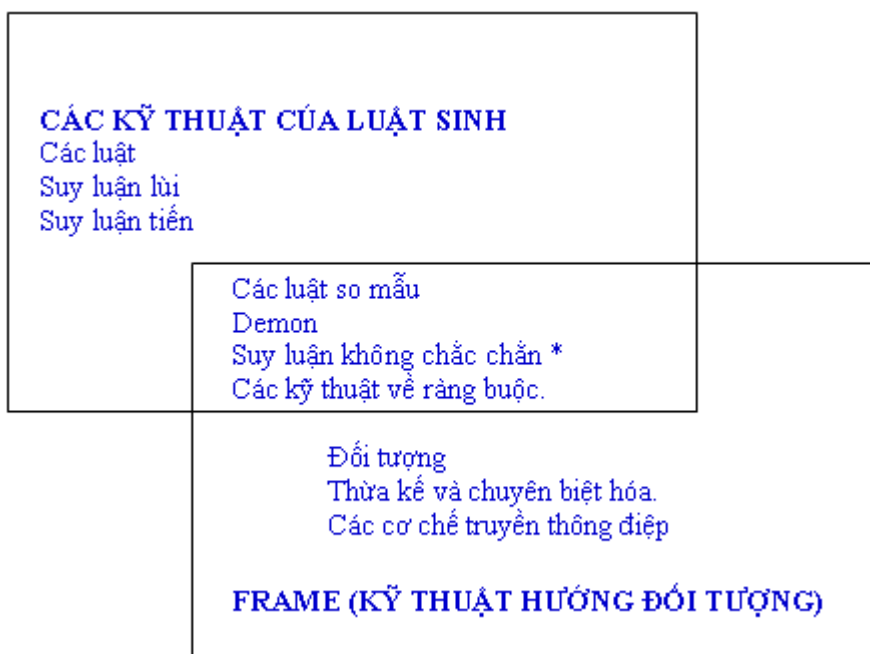 CÁC KỸ THUẬT CÚA LUẬT SINH
Các luật
Suy luận lùi
Suy luận tiến
Các luật so mẫu
Demon
Suy luận không chắc chắn *
Các kỹ thuật về ràng buộc.
Đối tượng
Thừa kế và chuyên biệt hóa.
Các cơ chế truyền thông điệp
FRAME (KỸ THUẬT HƯỚNG ĐỐI TƯỢNG)